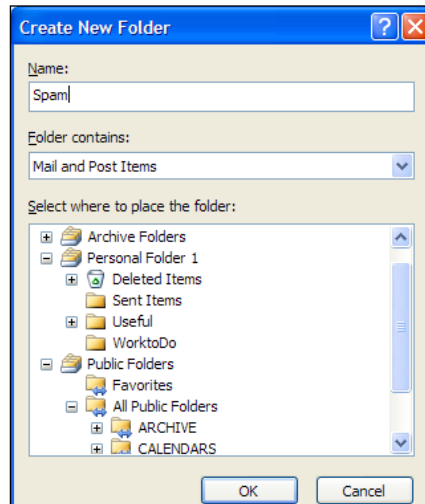 Create New Folder
Name:
Spam
Folder contains:
Mail and Post Items
Select where to place the folder:
Archive Folders
Personal Folder 1
Deleted Items
Sent Items
Useful
WorktoDo
Public Folders
Favorites
All Public Folders
ARCHIVE
CALENDARS
OK Cancel